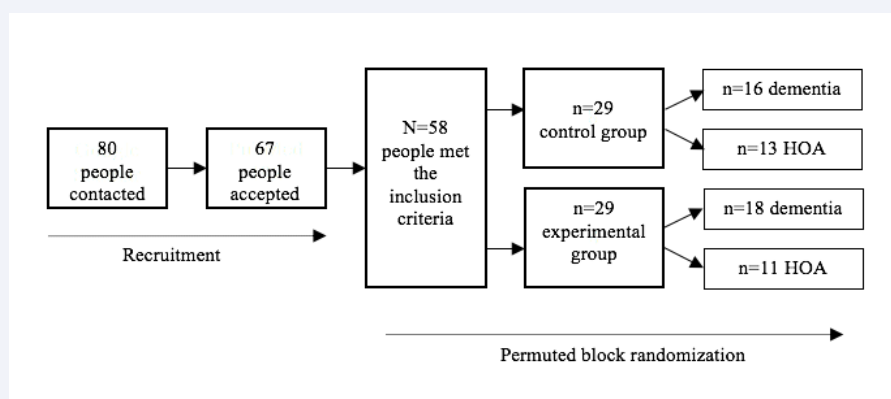 80
people
contacted
67
people
accepted
Recruitment
N=58
people met
the
inclusion
criteria
n=29
control group
n=29
experimental
group
n=16 dementia
n=13 HOA
n=18 dementia
n=11 HOA
Permuted block randomization